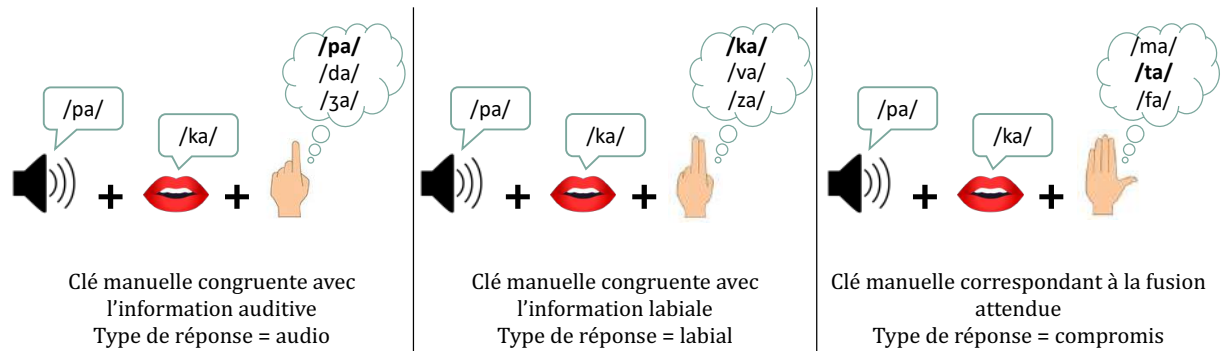 /pa/
/da/
/ʒa/
/pa/
/ka/
+
+
Clé manuelle congruente avec
l'information auditive
Type de réponse = audio
/ka/
/va/
/za/
/pa/
/ka/
+
+
Clé manuelle congruente avec
l'information labiale
Type de réponse = labial
/ma/
/ta/
/fa/
/pa/
/ka/
+
+
Clé manuelle correspondant à la fusion
attendue
Type de réponse = compromis